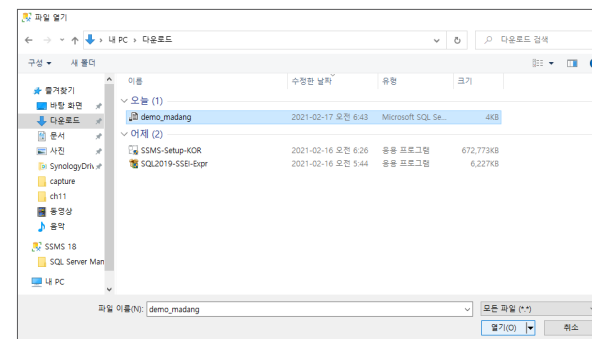 파일 열기
내 PC › 다운로드
다운로드 검색
구성
새 폴더
이름
수정한 날짜
유형
크기
즐겨찾기
바탕 화면
다운로드
문서
사진
SynologyDriv
capture
ch11
동영상
음악
SSMS 18
SQL Server Man
내 PC
오늘 (1)
demo_madang 2021-02-17 오전 6:43 Microsoft SQL Se... 4KB
어제 (2)
SSMS-Setup-KOR 2021-02-16 오전 6:26 응용 프로그램 672,773KB
SQL2019-SSEI-Expr 2021-02-16 오전 5:44 응용 프로그램 6,227KB
파일 이름(N): demo_madang
모든 파일 (*.*)
열기(O)
취소